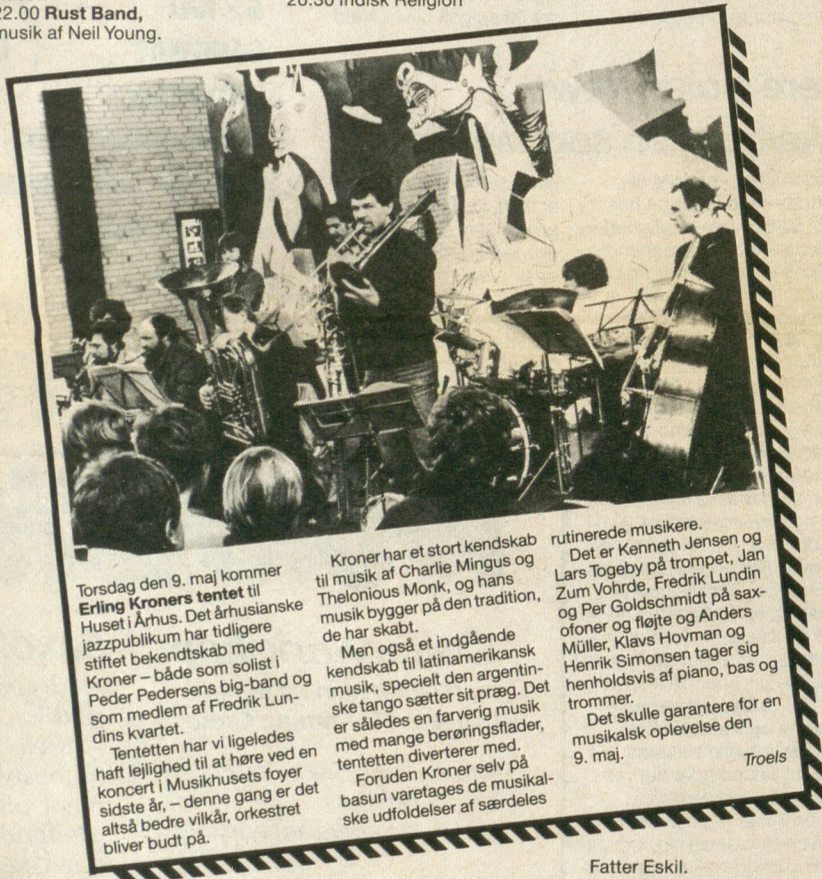 22.00 Rust Band,
musik af Neil Young.
20.30 Indisk Religion
Torsdag den 9. maj kommer
Erling Kroners tentet til
Huset i Århus. Det århusianske
jazzpublikum har tidligere
stiftet bekendtskab med
Kroner – både som solist i
Peder Pedersens big-band og
som medlem af Fredrik Lun-
dins kvartet.
Tentetten har vi ligeledes
haft lejlighed til at høre ved en
koncert i Musikhusets foyer
sidste år, – denne gang er det
altså bedre vilkår, orkestret
bliver budt på.
Kroner har et stort kendskab
til musik af Charlie Mingus og
Thelonious Monk, og hans
musik bygger på den tradition,
de har skabt.
Men også et indgående
kendskab til latinamerikansk
musik, specielt den argentin-
ske tango sætter sit præg. Det
er således en farverig musik
med mange berøringsflader,
tentetten diverterer med.
Foruden Kroner selv på
basun varetages de musikal-
ske udfoldelser af særdeles
rutinerede musikere.
Det er Kenneth Jensen og
Lars Togeby på trompet, Jan
Zum Vohrde, Fredrik Lundin
og Per Goldschmidt på sax-
ofoner og fløjte og Anders
Müller, Klavs Hovman og
Henrik Simonsen tager sig
henholdsvis af piano, bas og
trommer.
Det skulle garantere for en
musikalsk oplevelse den
9. maj.
Troels
Fatter Eskil.